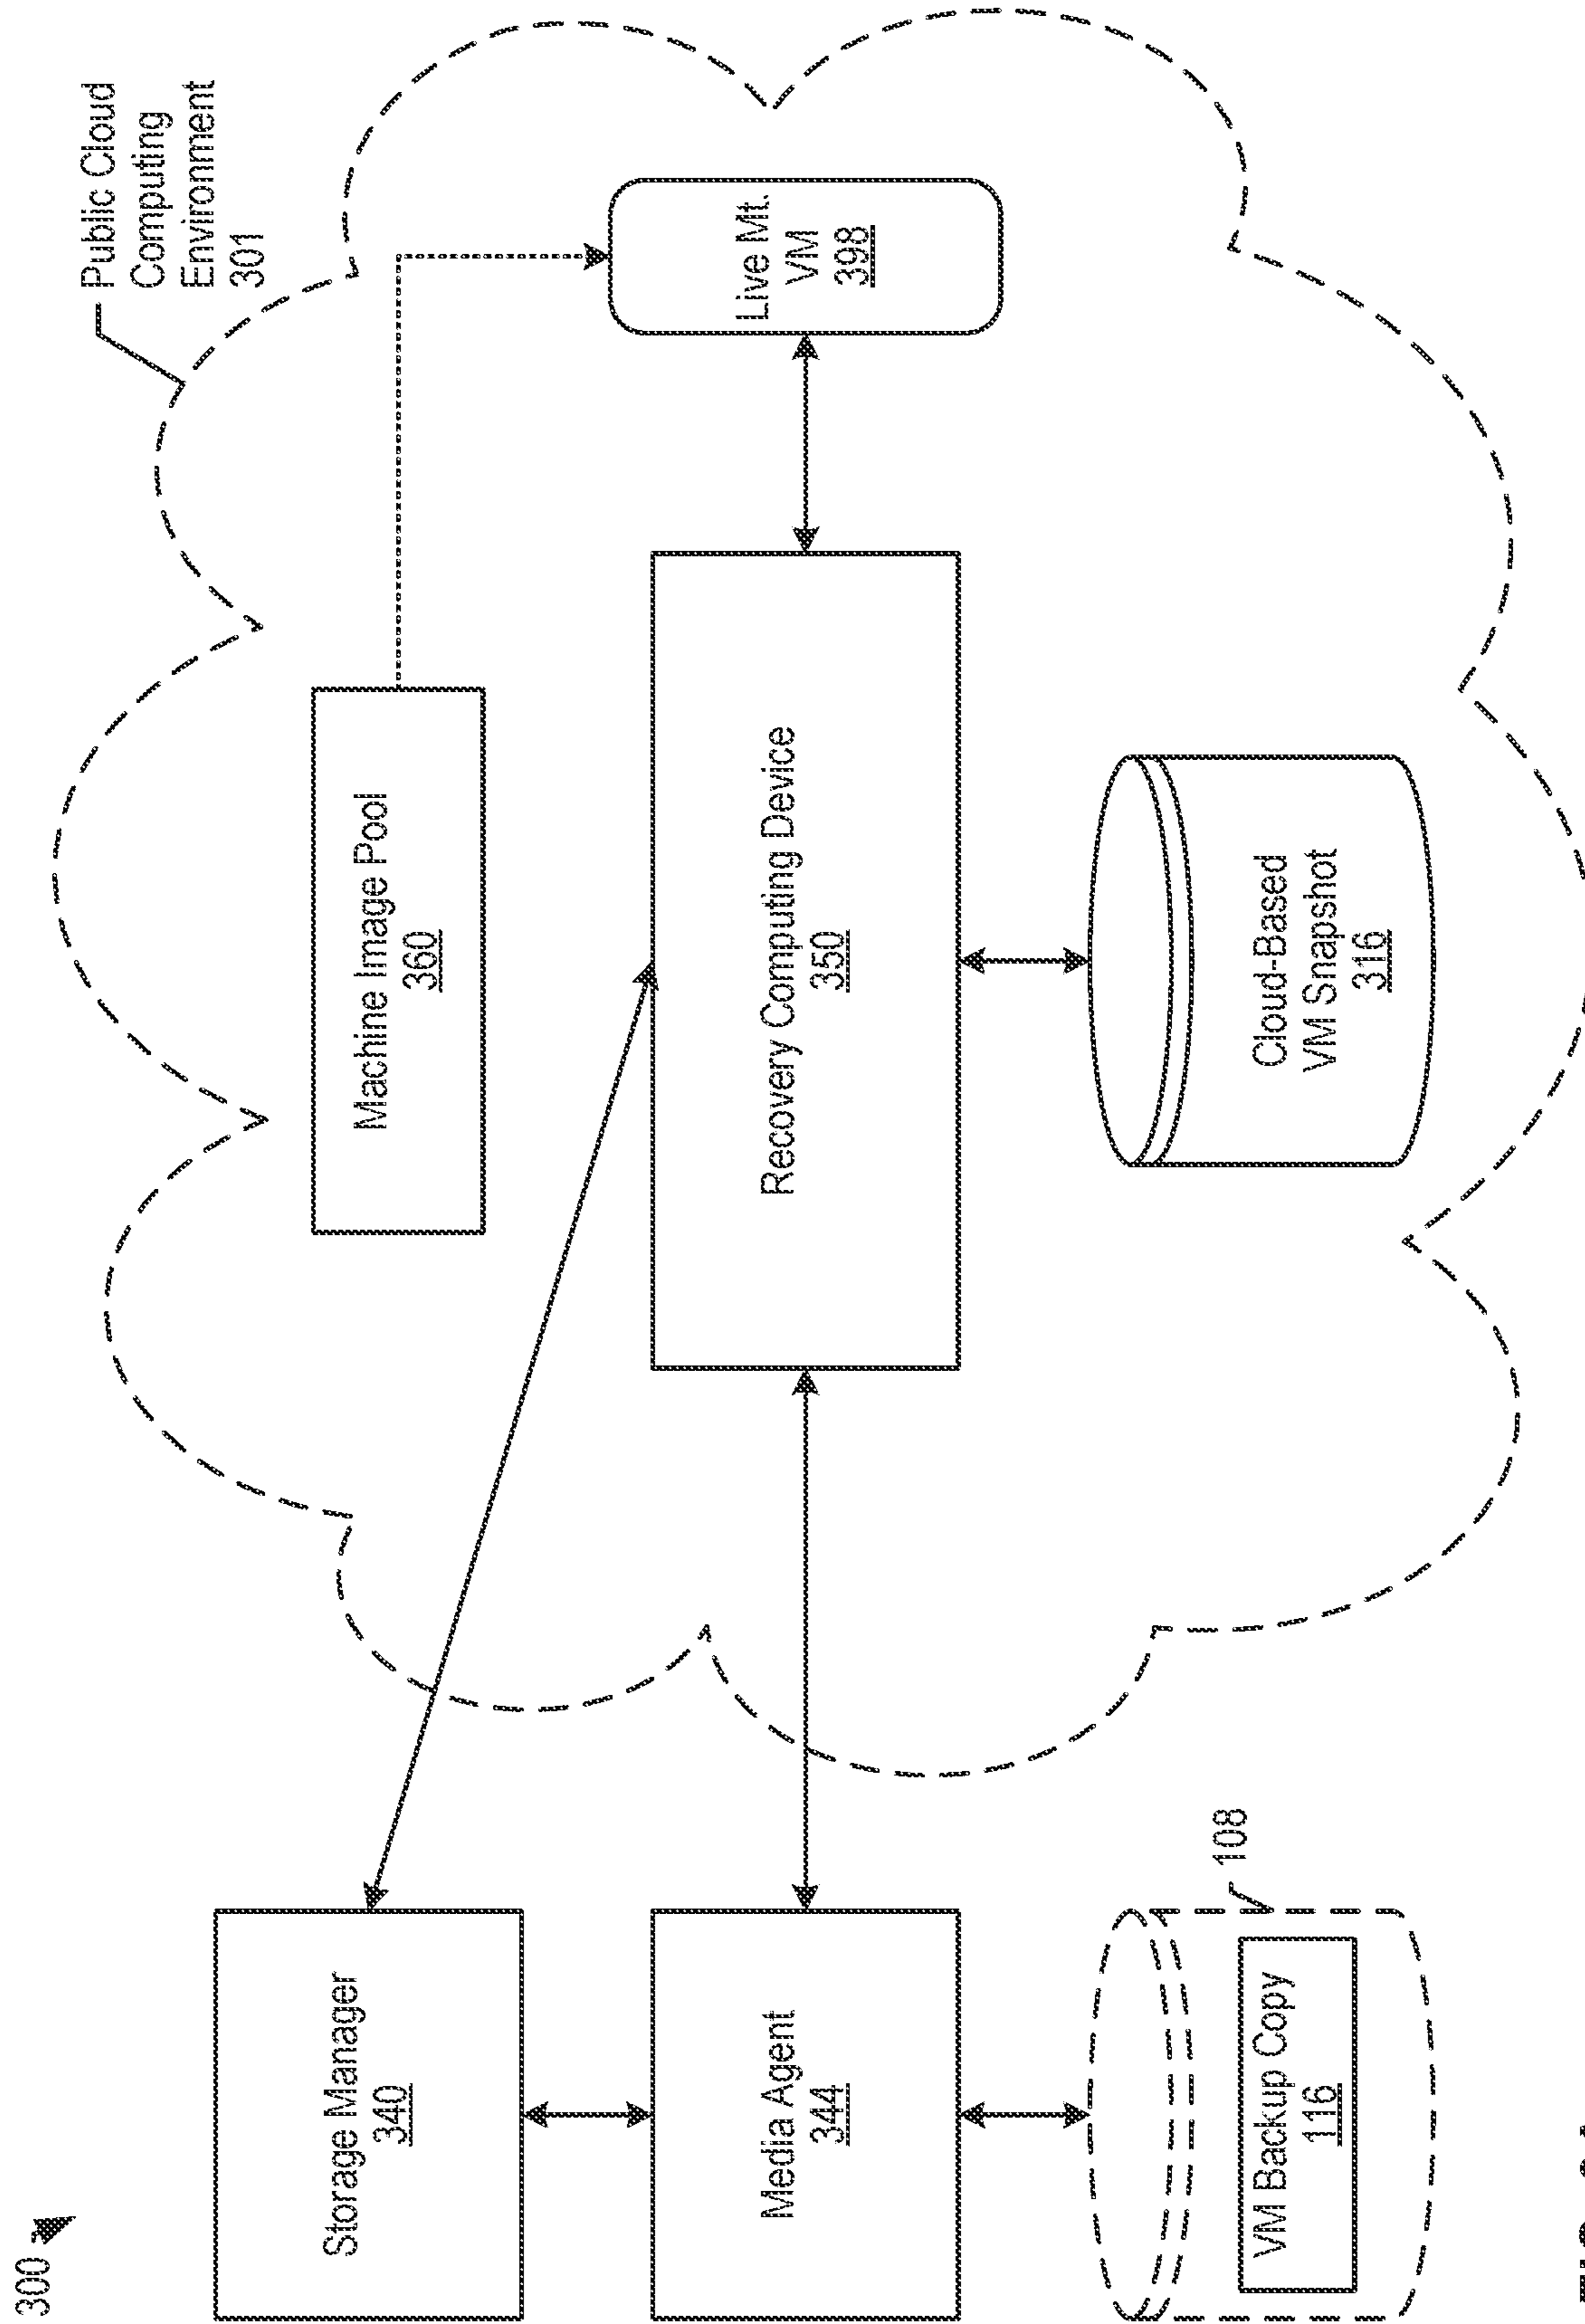 300
Public Cloud
Computing
Environment
301
Storage Manager
340
Machine Image Pool
360
Media Agent
344
Recovery Computing Device
350
Live Mt.
VM
398
108
VM Backup Copy
116
Cloud-Based
VM Snapshot
316